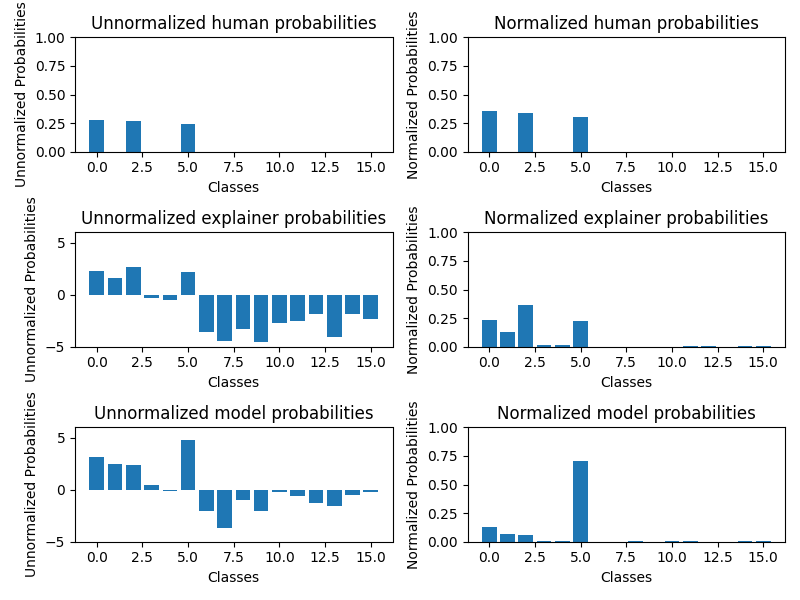 Unnormalized human probabilities
Unnormalized Probabilities
1.00
0.75
0.50
0.25
0.00
0.0 2.5 5.0 7.5 10.0 12.5 15.0
Classes
Normalized human probabilities
Normalized Probabilities
1.00
0.75
0.50
0.25
0.00
0.0 2.5 5.0 7.5 10.0 12.5 15.0
Classes
Unnormalized explainer probabilities
Unnormalized Probabilities
5
0
−5
0.0 2.5 5.0 7.5 10.0 12.5 15.0
Classes
Normalized explainer probabilities
Normalized Probabilities
1.00
0.75
0.50
0.25
0.00
0.0 2.5 5.0 7.5 10.0 12.5 15.0
Classes
Unnormalized model probabilities
Unnormalized Probabilities
5
0
−5
0.0 2.5 5.0 7.5 10.0 12.5 15.0
Classes
Normalized model probabilities
Normalized Probabilities
1.00
0.75
0.50
0.25
0.00
0.0 2.5 5.0 7.5 10.0 12.5 15.0
Classes